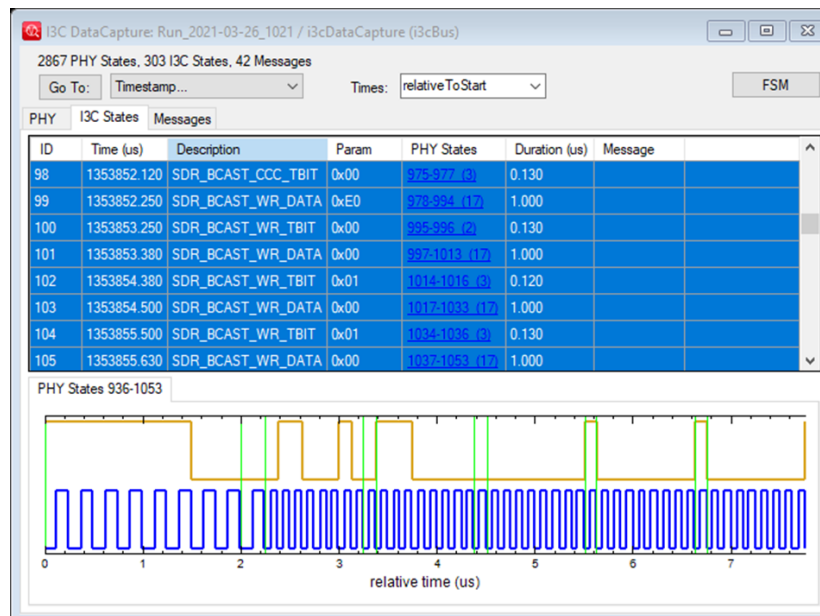 I3C DataCapture: Run_2021-03-26_1021 / i3cDataCapture (i3cBus)
2867 PHY States, 303 I3C States, 42 Messages
Go To: Timestamp... Times: relativeToStart FSM
PHY I3C States Messages
ID Time (us) Description Param PHY States Duration (us) Message
98 1353852.120 SDR_BCAST_CCC_TBIT 0x00 975-977 (3) 0.130
99 1353852.250 SDR_BCAST_WR_DATA 0xE0 978-994 (17) 1.000
100 1353853.250 SDR_BCAST_WR_TBIT 0x00 995-996 (2) 0.130
101 1353853.380 SDR_BCAST_WR_DATA 0x00 997-1013 (17) 1.000
102 1353854.380 SDR_BCAST_WR_TBIT 0x01 1014-1016 (3) 0.120
103 1353854.500 SDR_BCAST_WR_DATA 0x00 1017-1033 (17) 1.000
104 1353855.500 SDR_BCAST_WR_TBIT 0x01 1034-1036 (3) 0.130
105 1353855.630 SDR_BCAST_WR_DATA 0x00 1037-1053 (17) 1.000
PHY States 936-1053
0 1 2 3 4 5 6 7
relative time (us)